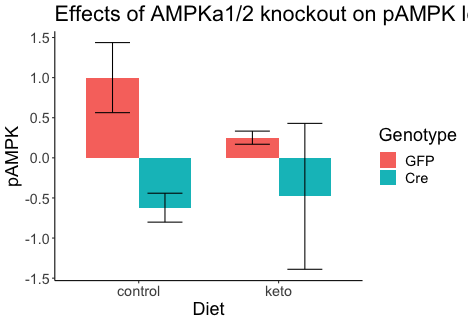 Effects of AMPKa1/2 knockout on pAMPK
1.5
1.0
0.5
0.0
-0.5
-1.0
-1.5
pAMPK
control
keto
Diet
Genotype
GFP
Cre